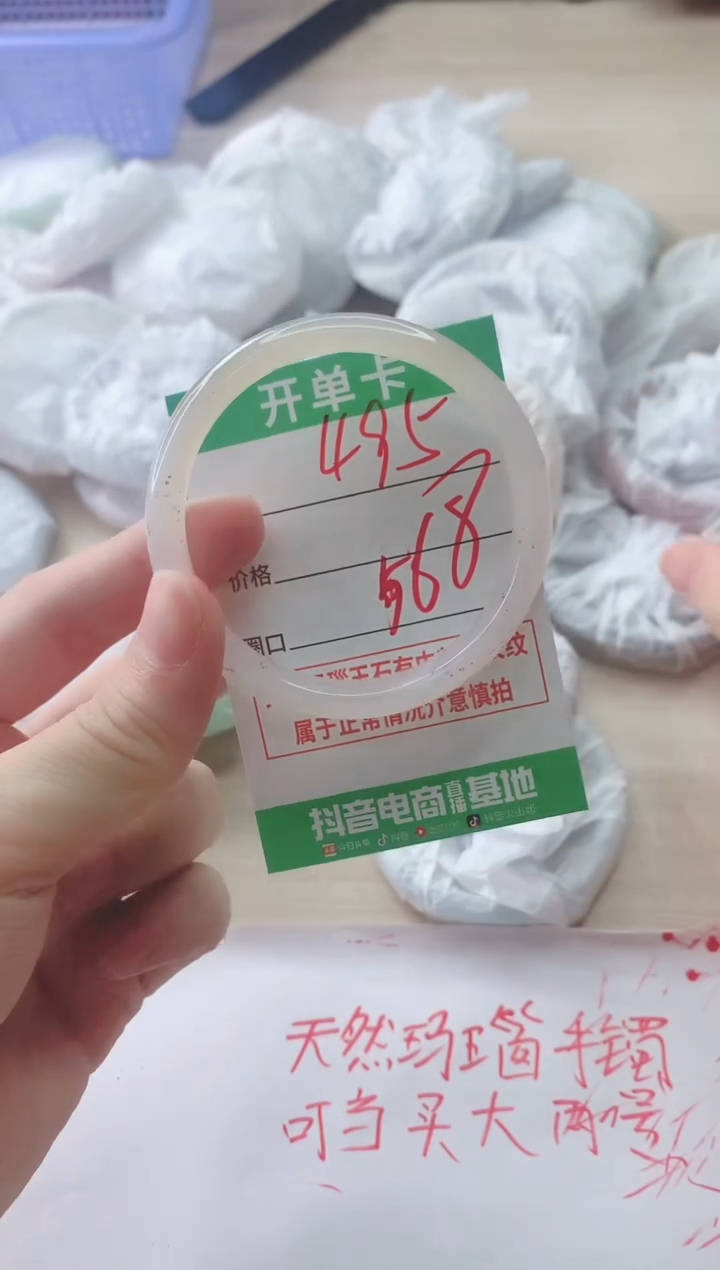 开单卡
495
价格
568
圈口
属于正常情况介意慎拍
抖音电商直播基地
天然玛瑙手镯
叮当买大两号